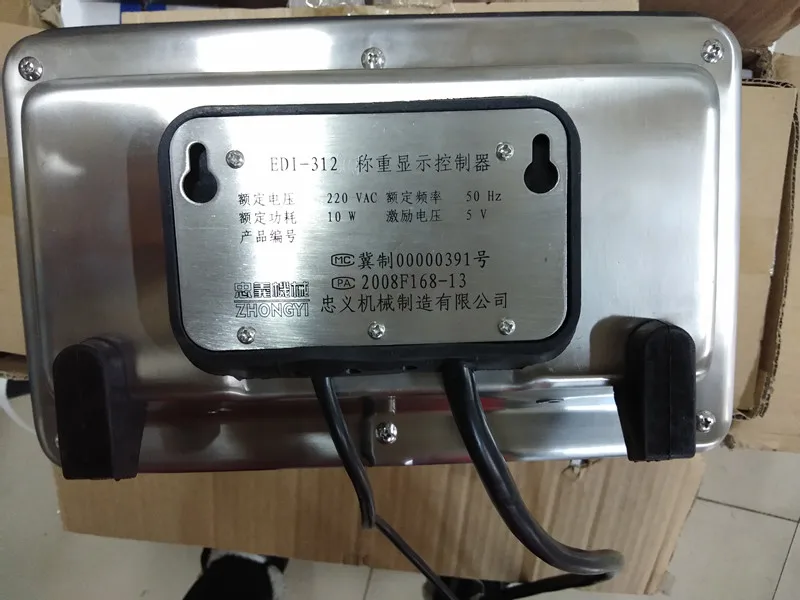 EDI-312 称重显示控制器
额定电压 220 VAC 额定频率 50 Hz
额定功耗 10 W 激励电压 5 V
产品编号
MC 冀制00000391号
PA 2008F168-13
忠義機械
ZHONGYI 忠义机械制造有限公司